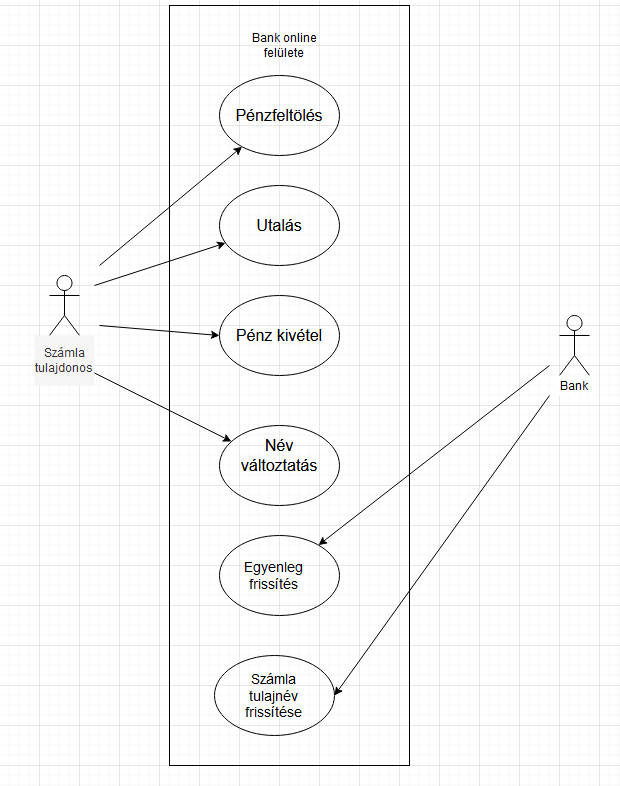 Bank online
felülete
Pénzfeltölés
Utalás
Pénz kivétel
Számla
tulajdonos
Bank
Név
változtatás
Egyenleg
frissítés
Számla
tulajnév
frissítése